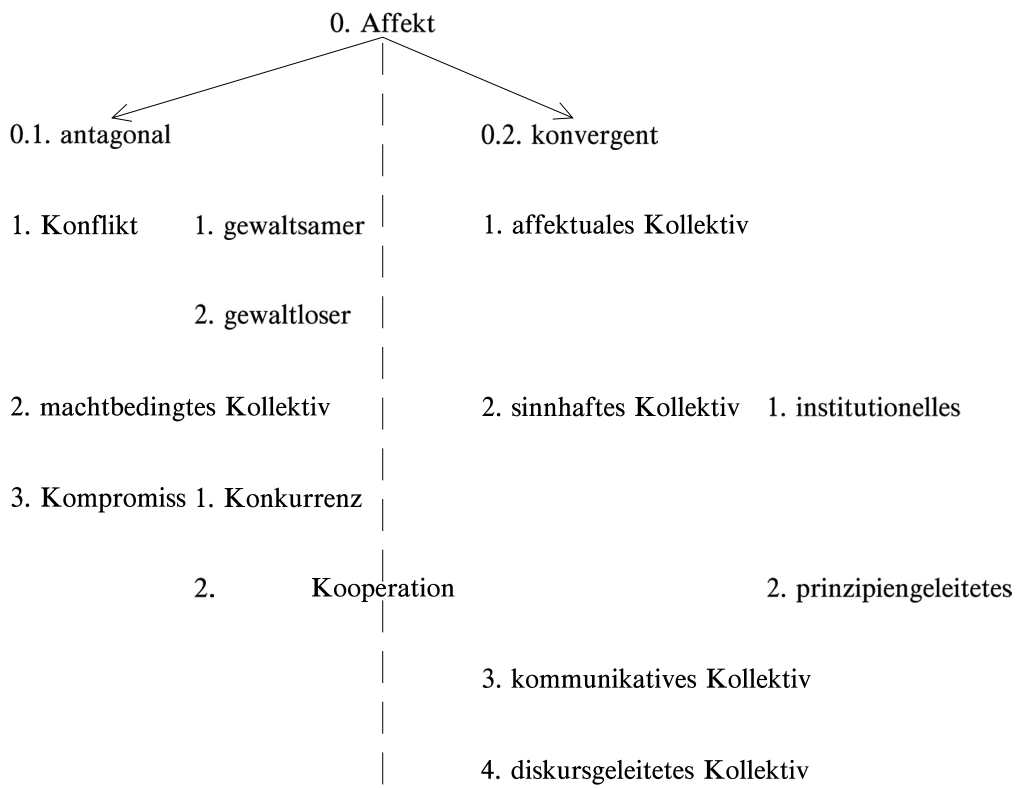 0. Affekt
0.1. antagonal 0.2. konvergent
1. Konflikt 1. gewaltsamer 1. affektuales Kollektiv
2. gewaltloser
2. machtbedingtes Kollektiv 2. sinnhaftes Kollektiv 1. institutionelles
3. Kompromiss 1. Konkurrenz
2. Kooperation 2. prinzipiengeleitetes
3. kommunikatives Kollektiv
4. diskursgeleitetes Kollektiv